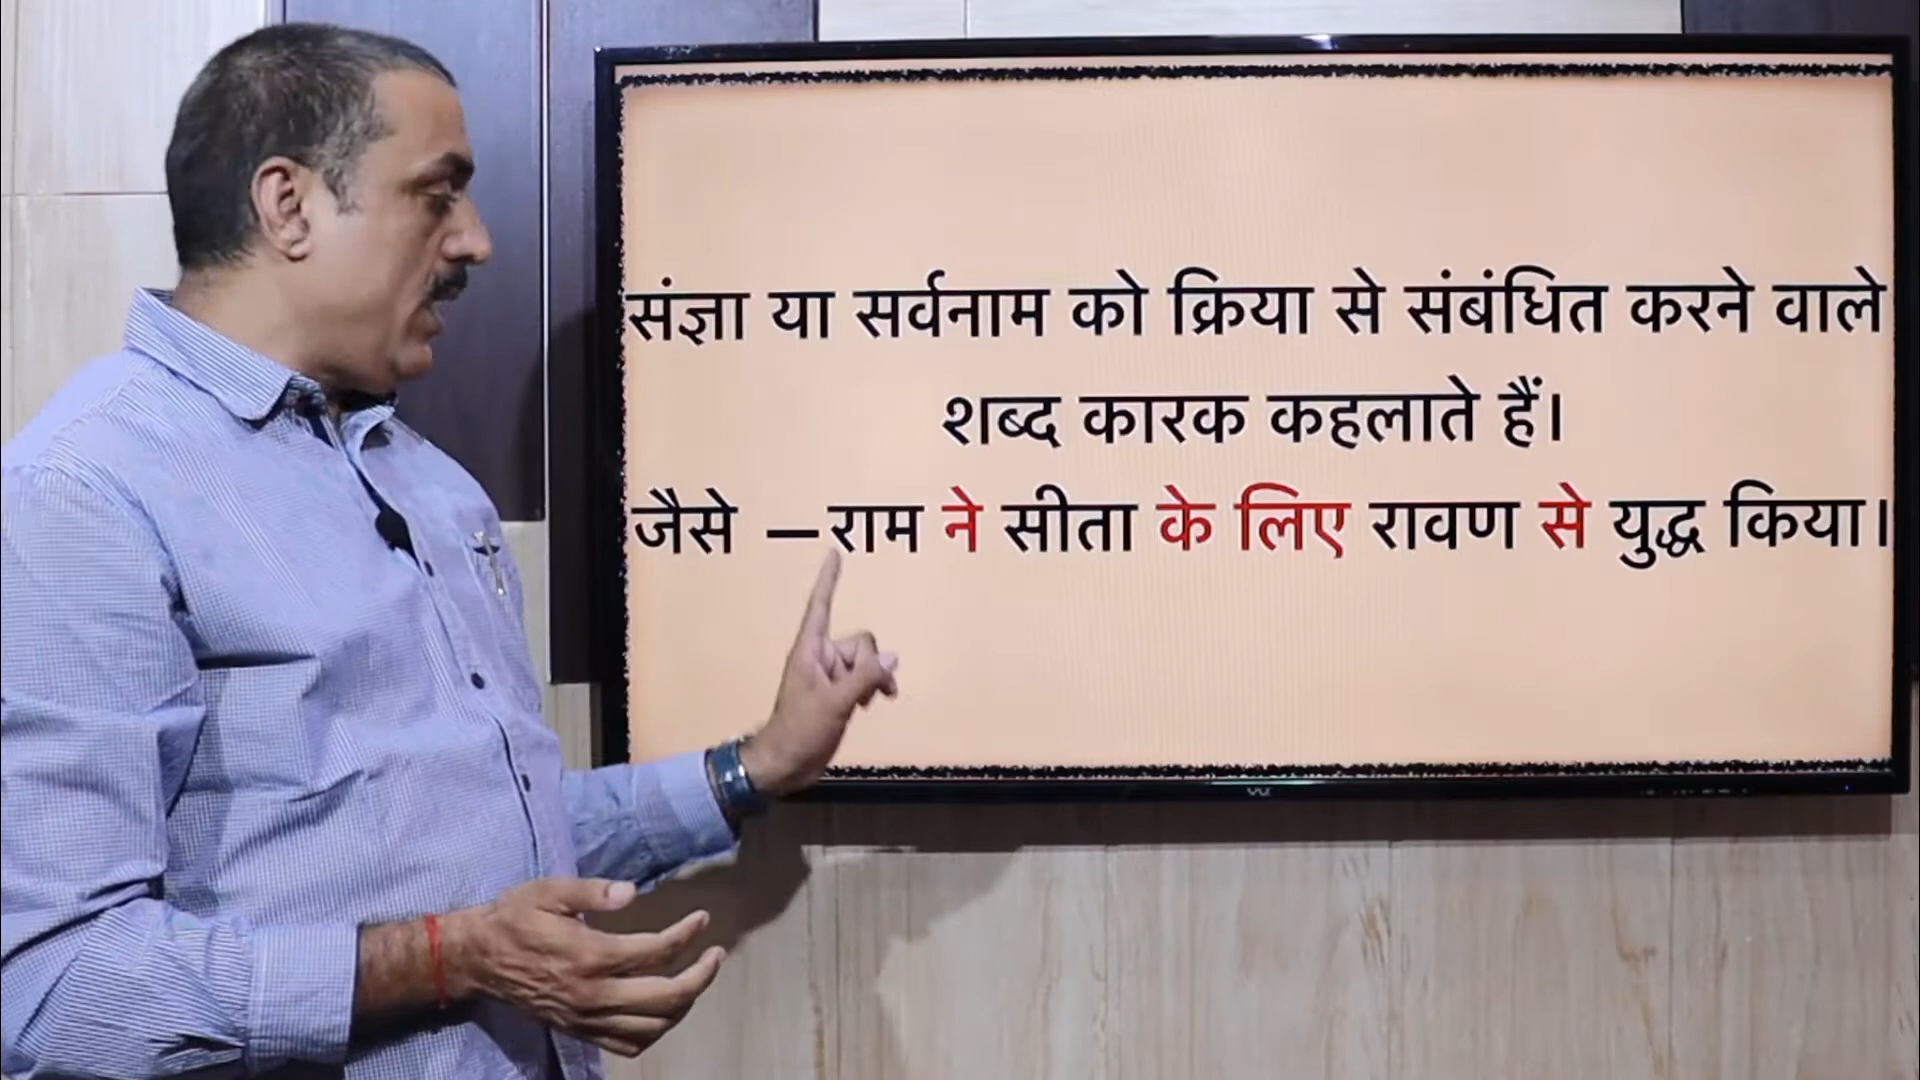 संज्ञा या सर्वनाम को क्रिया से संबंधित करने वाले
शब्द कारक कहलाते हैं।
जैसे –राम ने सीता के लिए रावण से युद्ध किया।